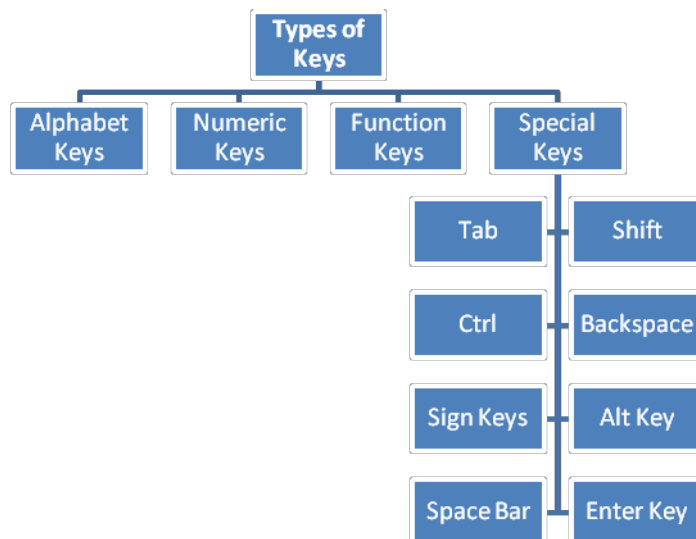 Types of
Keys
Alphabet
Keys
Numeric
Keys
Function
Keys
Special
Keys
Tab
Shift
Ctrl
Backspace
Sign Keys
Alt Key
Space Bar
Enter Key